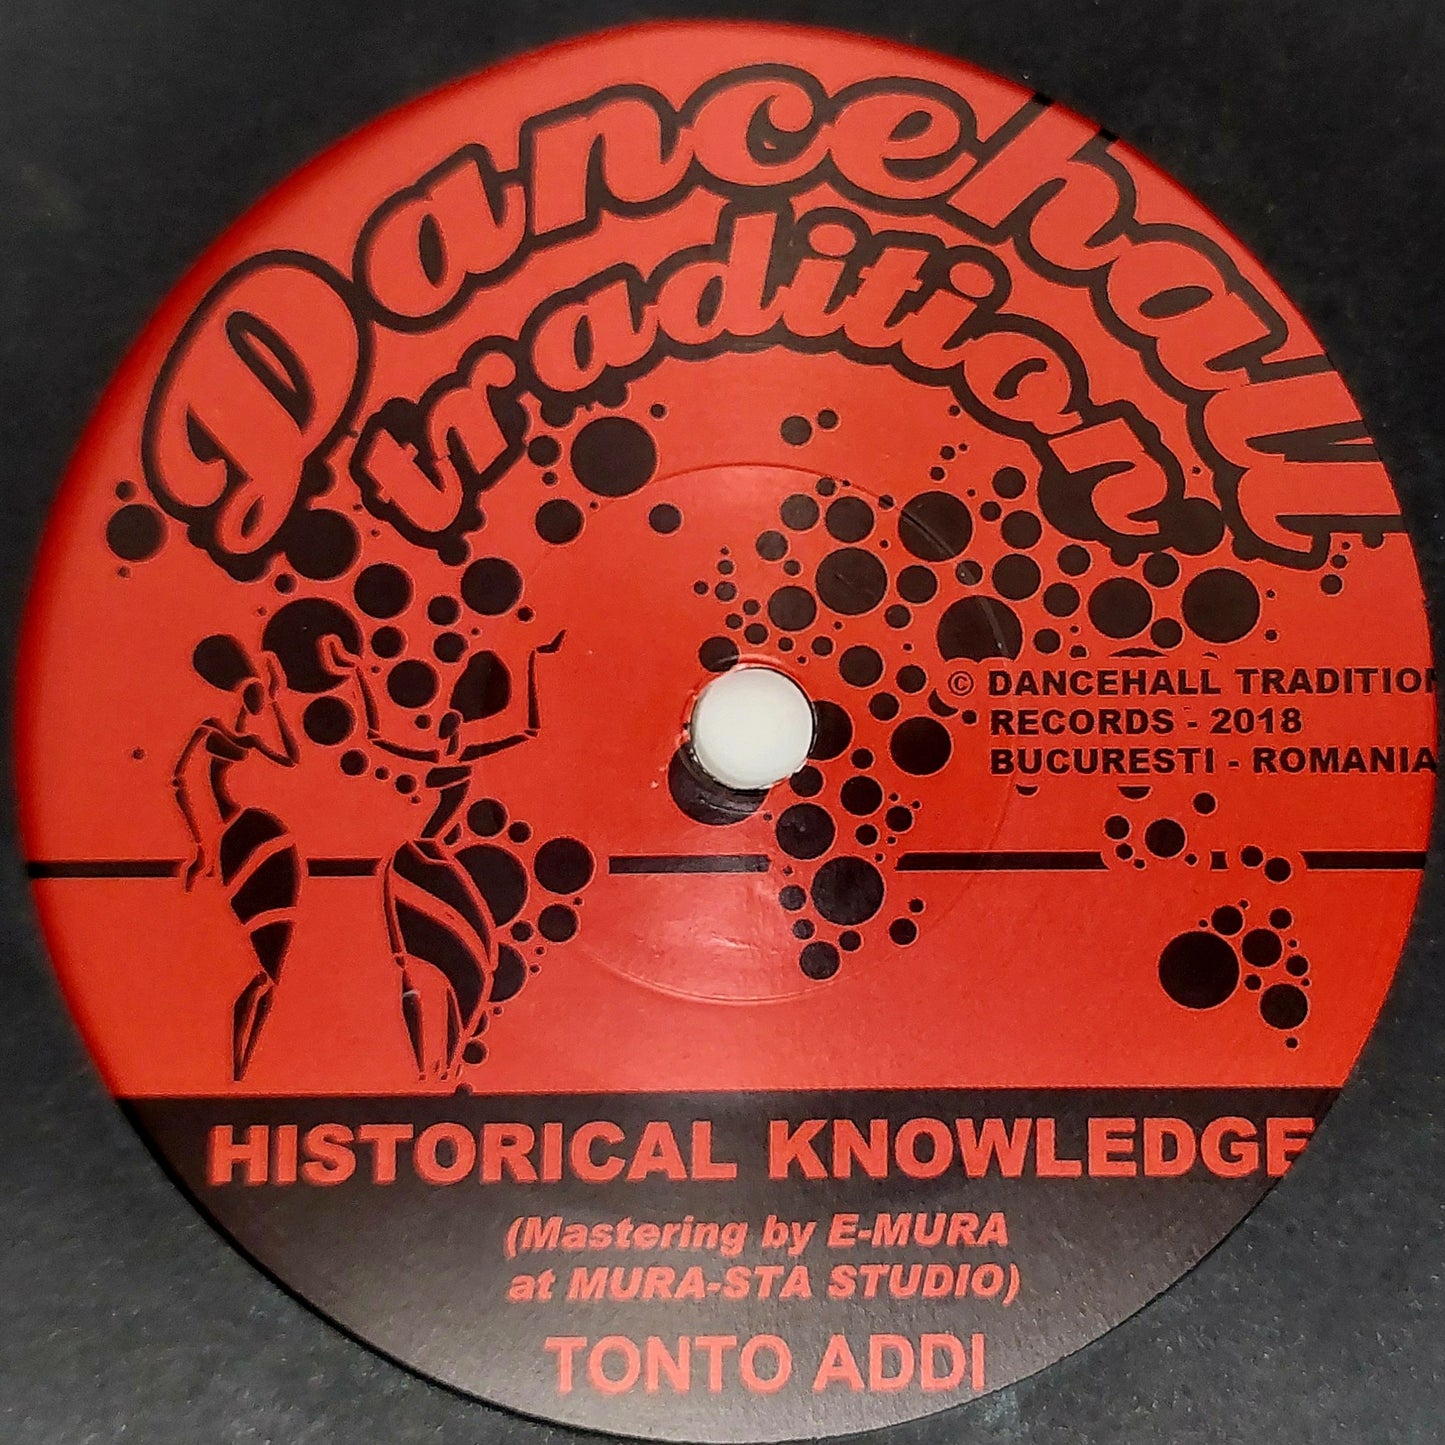 Dancehall
tradition
© DANCEHALL TRADITION
RECORDS - 2018
BUCURESTI - ROMANIA
HISTORICAL KNOWLEDGE
(Mastering by E-MURA
at MURA-STA STUDIO)
TONTO ADDI